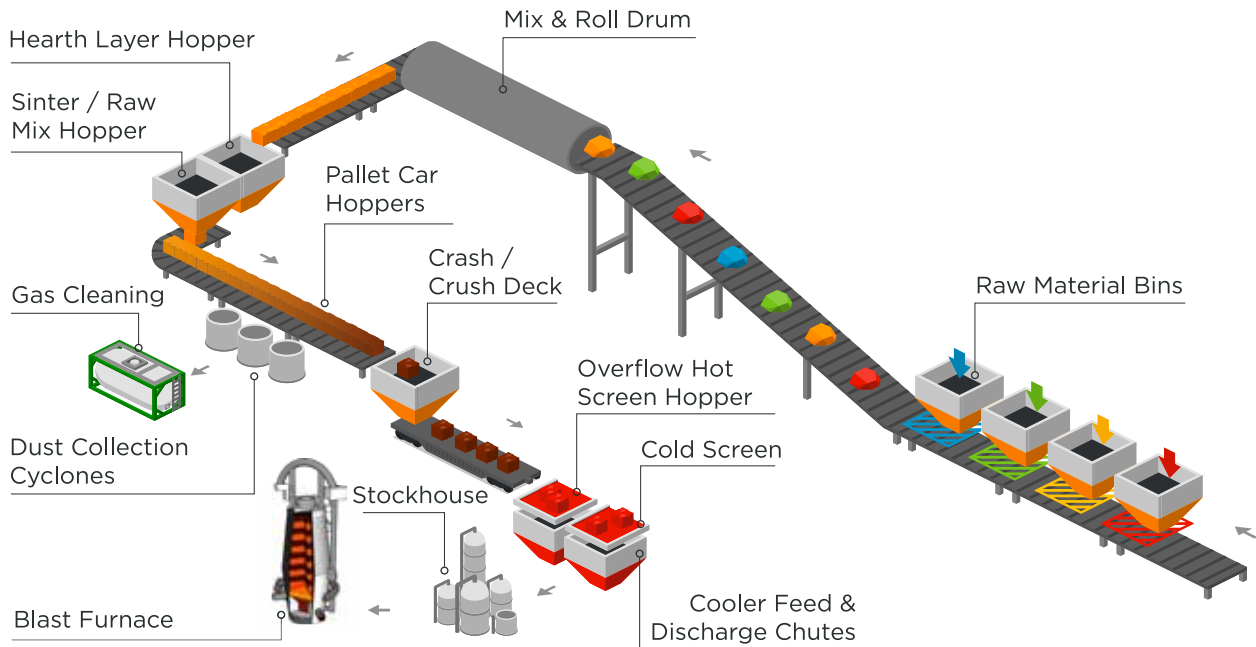 Mix & Roll Drum
Hearth Layer Hopper
Sinter / Raw
Mix Hopper
Pallet Car
Hoppers
Crash /
Crush Deck
Raw Material Bins
Gas Cleaning
Overflow Hot
Screen Hopper
Cold Screen
Dust Collection
Cyclones
Stockhouse
Blast Furnace
Cooler Feed &
Discharge Chutes